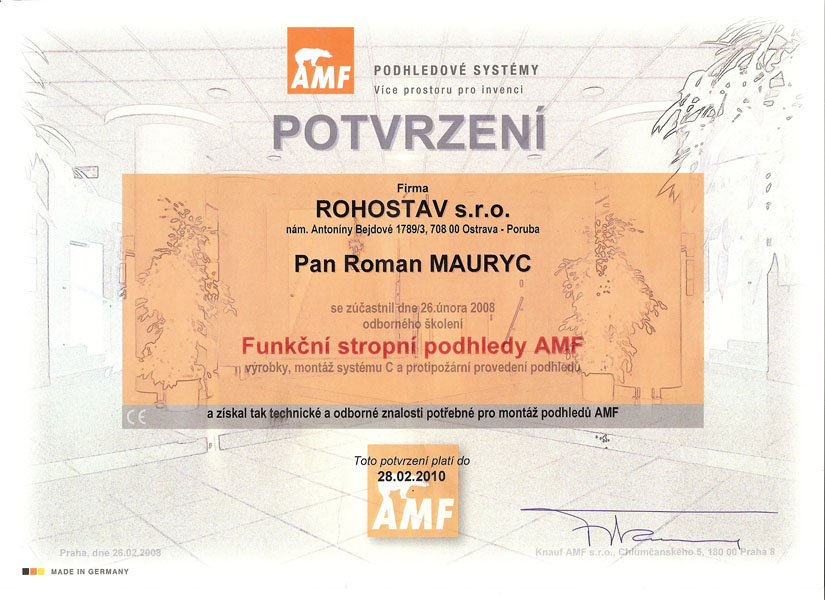 AMF
PODHLEDOVÉ SYSTÉMY
Více prostoru pro invenci
POTVRZENÍ
Firma
ROHOSTAV s.r.o.
nám. Antoníny Bejdové 1789/3, 708 00 Ostrava - Poruba
Pan Roman MAURYC
se zúčastnil dne 26.února 2008
odborného školení
Funkční stropní podhledy AMF
výrobky, montáž systému C a protipožární provedení podhledů
CE
a získal tak technické a odborné znalosti potřebné pro montáž podhledů AMF
Toto potvrzení platí do
28.02.2010
AMF
Praha, dne 26.02.2008
Knauf AMF s.r.o., Chlumčanského 5, 180 00 Praha 8
MADE IN GERMANY